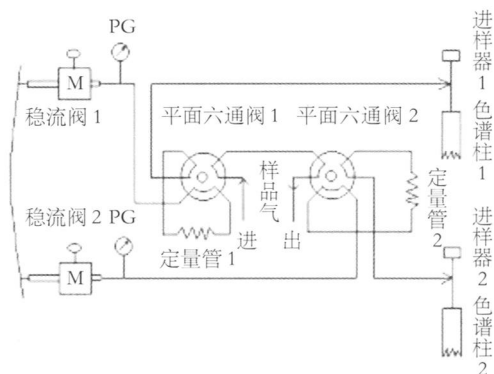 PG
M
稳流阀1
平面六通阀1
平面六通阀2
进样器1
色谱柱1
样品气
进
出
定量管1
定量管2
稳流阀2
PG
M
进样器2
色谱柱2